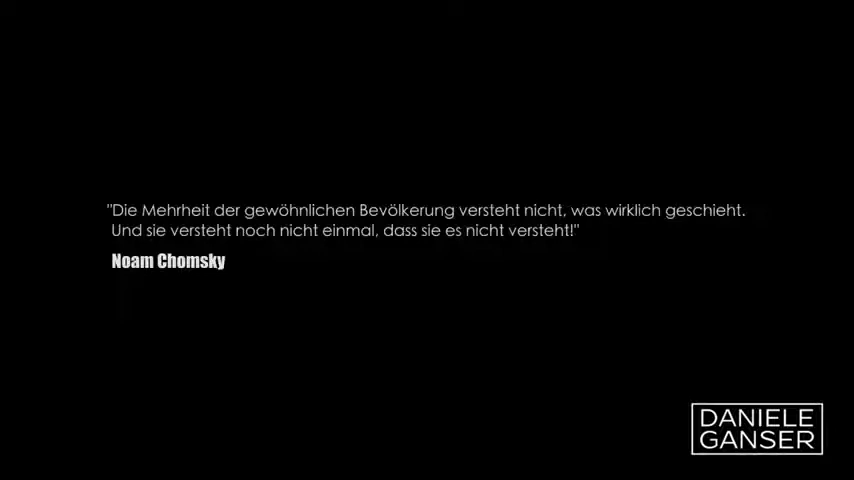 "Die Mehrheit der gewöhnlichen Bevölkerung versteht nicht, was wirklich geschieht.
Und sie versteht noch nicht einmal, dass sie es nicht versteht!"
Noam Chomsky
DANIELE
GANSER